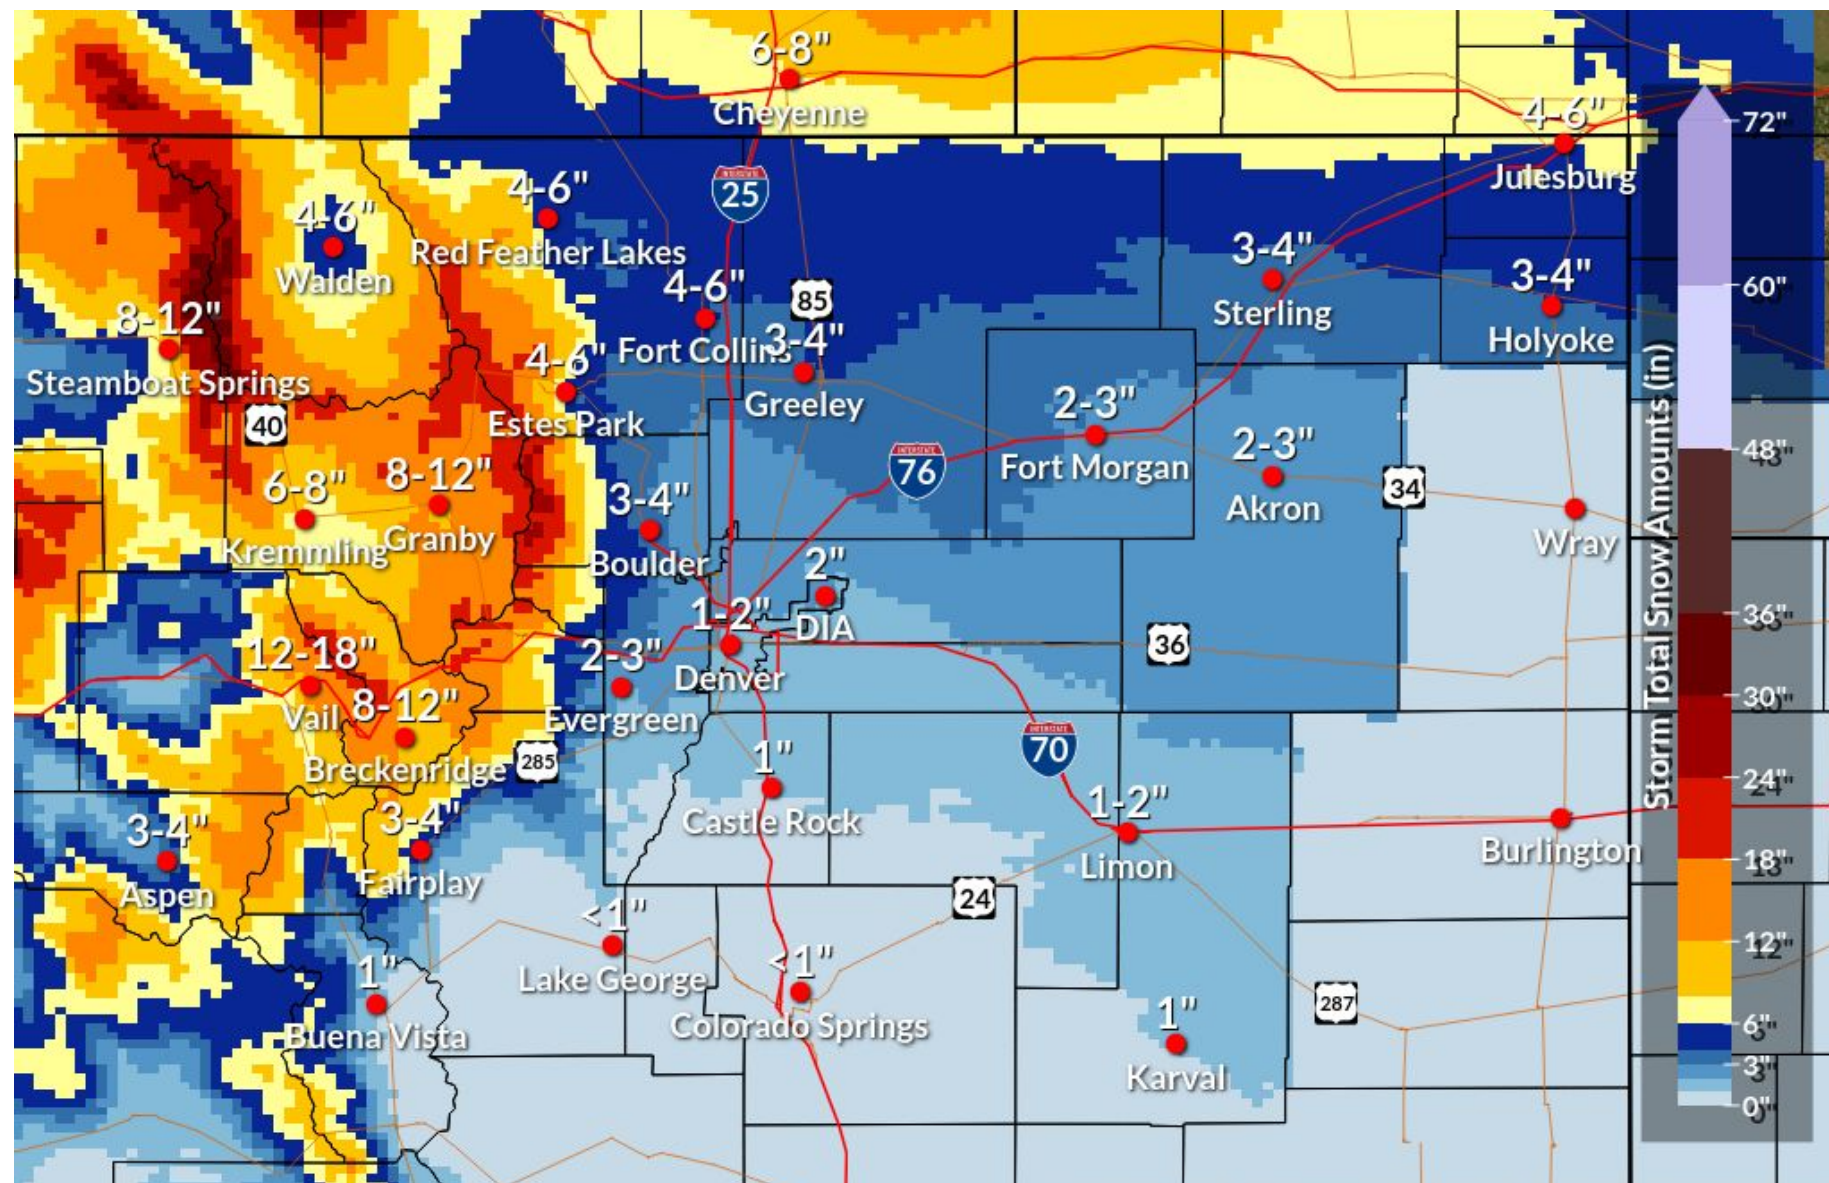 6-8"
Cheyenne
72"
4-6"
Julesburg
INTERSTATE
25
4-6"
Red Feather Lakes
4-6"
Walden
3-4"
Sterling
3-4"
Holyoke
60"
4-6"
Fort Collins
85
3-4"
Greeley
8-12"
Steamboat Springs
4-6"
Estes Park
40
2-3"
Fort Morgan
2-3"
Akron
34
Wray
48"
INTERSTATE
76
6-8"
Kremmling
8-12"
Granby
3-4"
Boulder
2"
DIA
1-2"
Denver
36
36"
Storm Total Snow Amounts (in)
12-18"
Vail
8-12"
Breckenridge
2-3"
Evergreen
285
30"
INTERSTATE
70
1"
Castle Rock
24"
1-2"
Limon
Burlington
18"
3-4"
Aspen
3-4"
Fairplay
24
<1"
Lake George
<1"
Colorado Springs
12"
1"
Buena Vista
287
1"
Karval
6"
3"
0"